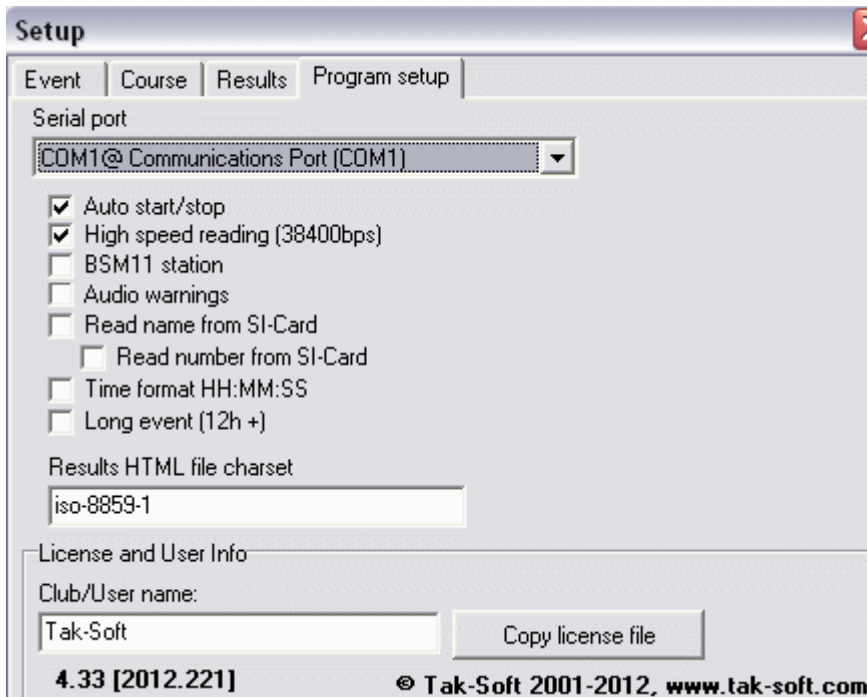 Setup
Event Course Results Program setup
Serial port
COM1@ Communications Port (COM1)
Auto start/stop
High speed reading (38400bps)
BSM11 station
Audio warnings
Read name from SI-Card
Read number from SI-Card
Time format HH:MM:SS
Long event (12h +)
Results HTML file charset
iso-8859-1
License and User Info
Club/User name:
Tak-Soft Copy license file
4.33 [2012.221] © Tak-Soft 2001-2012, www.tak-soft.com